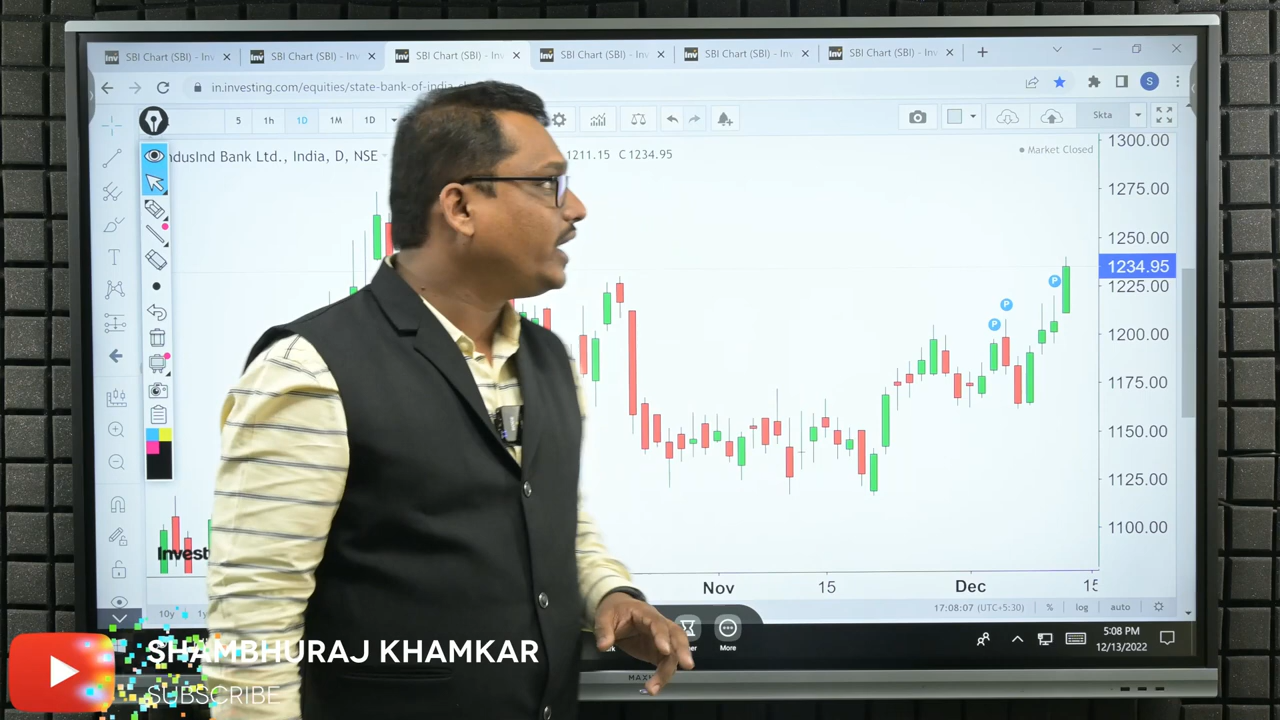 SBI Chart (SBI) - Inv
SBI Chart (SBI) - Inv
SBI Chart (SBI) - Inv
SBI Chart (SBI) - Inv
SBI Chart (SBI) - Inv
SBI Chart (SBI) - Inv
in.investing.com/equities/state-bank-of-india-
S
5 1h 1D 1M 1D
Skta
ndusInd Bank Ltd., India, D, NSE
1211.15 C1234.95
Market Closed
1300.00
1275.00
1250.00
1234.95
1225.00
1200.00
1175.00
1150.00
1125.00
1100.00
P
P
P
Invest
Nov 15 Dec 15
10y 1y
17:08:07 (UTC+5:30) % log auto
More
5:08 PM
12/13/2022
SHAMBHURAJ KHAMKAR
SUBSCRIBE